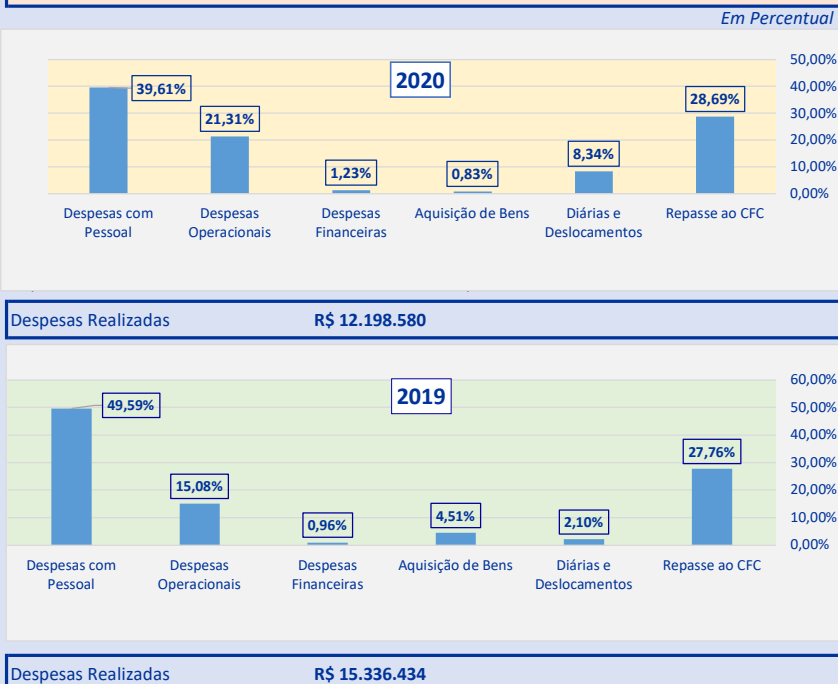 Em Percentual
2020
50,00%
40,00%
30,00%
20,00%
10,00%
0,00%
39,61%
21,31%
1,23%
0,83%
8,34%
28,69%
Despesas com
Pessoal
Despesas
Operacionais
Despesas
Financeiras
Aquisição de Bens
Diárias e
Deslocamentos
Repasse ao CFC
Despesas Realizadas R$ 12.198.580
2019
60,00%
50,00%
40,00%
30,00%
20,00%
10,00%
0,00%
49,59%
15,08%
0,96%
4,51%
2,10%
27,76%
Despesas com
Pessoal
Despesas
Operacionais
Despesas
Financeiras
Aquisição de Bens
Diárias e
Deslocamentos
Repasse ao CFC
Despesas Realizadas R$ 15.336.434